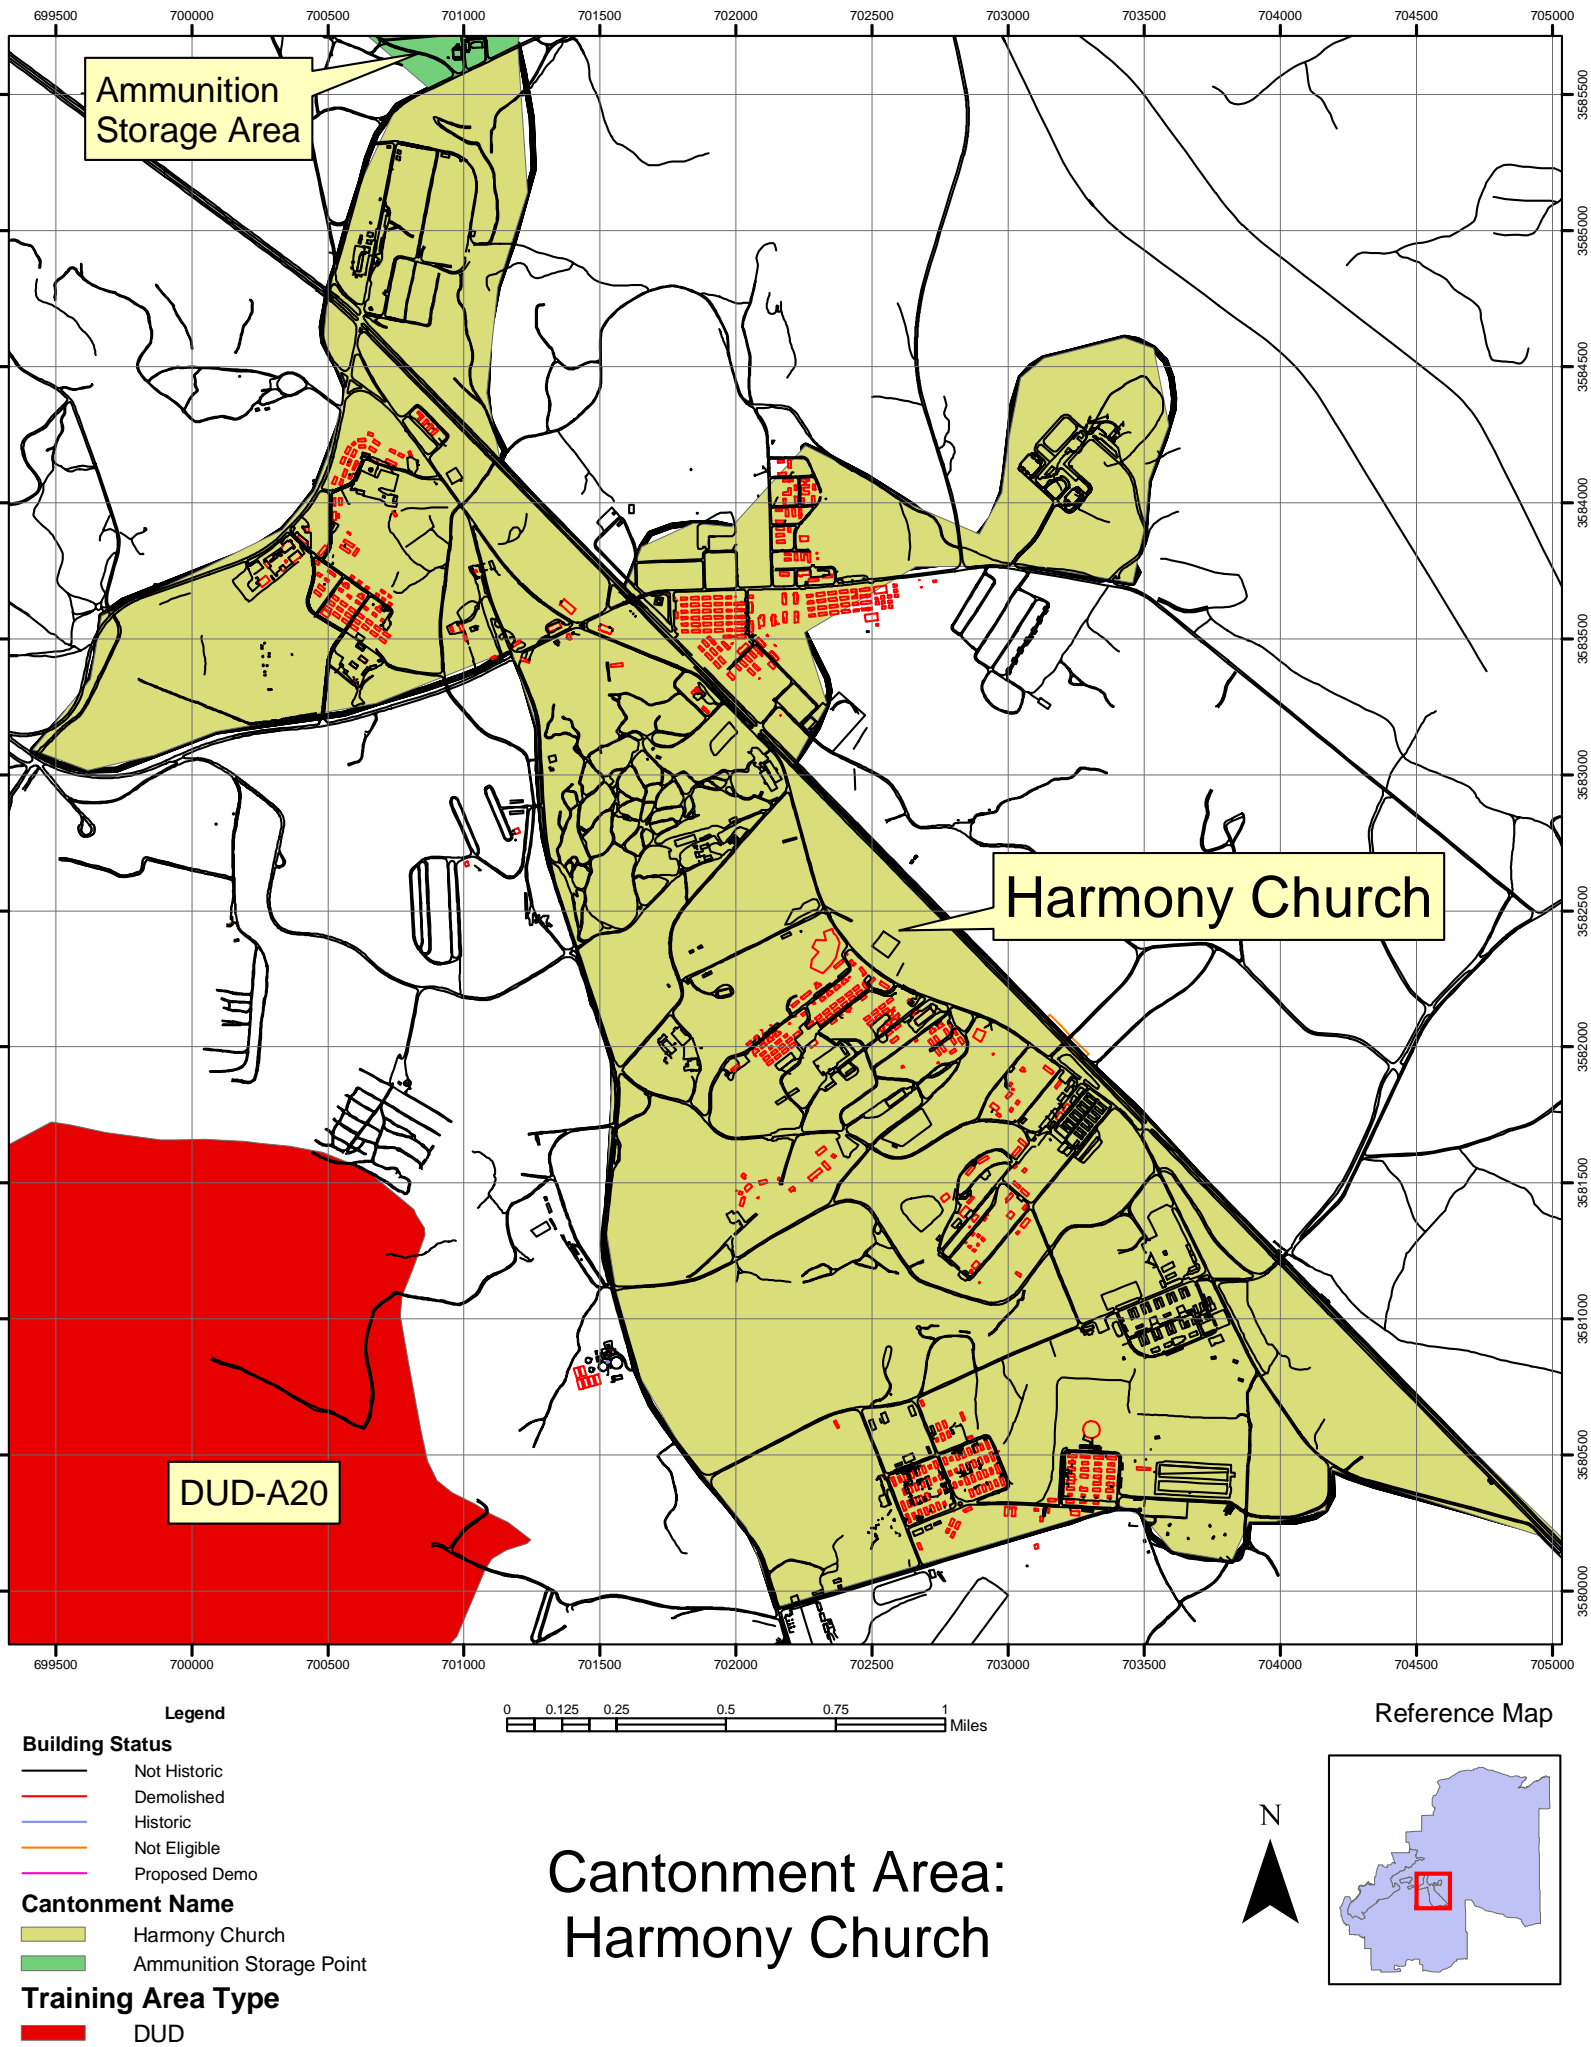 699500 700000 700500 701000 701500 702000 702500 703000 703500 704000 704500 705000
Ammunition
Storage Area
3585500
3585000
3584500
3584000
3583500
3583000
Harmony Church
3582500
3582000
3581500
3581000
DUD-A20
3580500
3580000
699500 700000 700500 701000 701500 702000 702500 703000 703500 704000 704500 705000
Legend
Building Status
Not Historic
Demolished
Historic
Not Eligible
Proposed Demo
Cantonment Name
Harmony Church
Ammunition Storage Point
Training Area Type
DUD
0 0.125 0.25 0.5 0.75 1
Miles
Cantonment Area:
Harmony Church
N
Reference Map